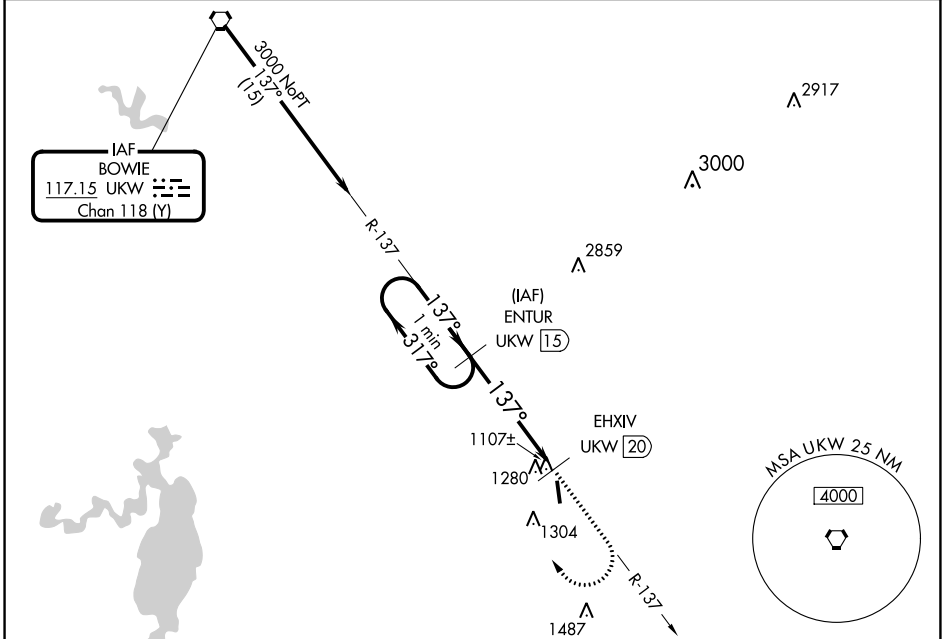 3000 NoPT
137°
(15)
2917
IAF
BOWIE
117.15 UKW
Chan 118 (Y)
3000
R-137
2859
(IAF)
ENTUR
UKW 15
137°
1 min
317°
137°
EHXIV
UKW 20
1107±
1280
MSA UKW 25 NM
4000
1304
R-137
1487